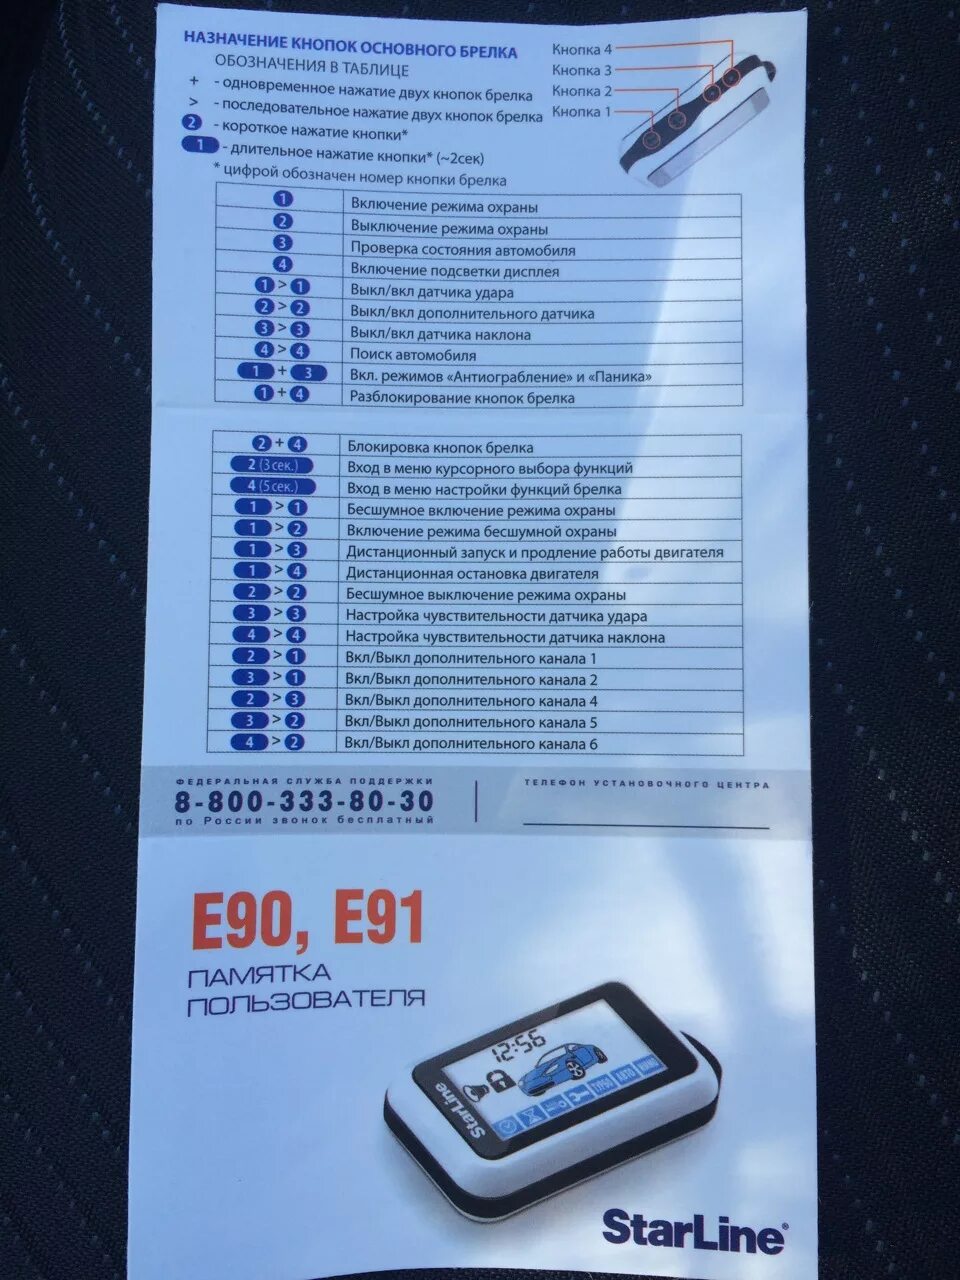 НАЗНАЧЕНИЕ КНОПОК ОСНОВНОГО БРЕЛКА
ОБОЗНАЧЕНИЯ В ТАБЛИЦЕ
+ - одновременное нажатие двух кнопок брелка
> - последовательное нажатие двух кнопок брелка
2 - короткое нажатие кнопки*
1 - длительное нажатие кнопки* (~2сек)
* цифрой обозначен номер кнопки брелка
Кнопка 4
Кнопка 3
Кнопка 2
Кнопка 1
1 Включение режима охраны
2 Выключение режима охраны
3 Проверка состояния автомобиля
4 Включение подсветки дисплея
1 > 1 Выкл/вкл датчика удара
2 > 2 Выкл/вкл дополнительного датчика
3 > 3 Выкл/вкл датчика наклона
4 > 4 Поиск автомобиля
1 + 3 Вкл. режимов «Антиограбление» и «Паника»
1 + 4 Разблокирование кнопок брелка
2 + 4 Блокировка кнопок брелка
2 (3 сек.) Вход в меню курсорного выбора функций
4 (5 сек.) Вход в меню настройки функций брелка
1 > 1 Бесшумное включение режима охраны
1 > 2 Включение режима бесшумной охраны
1 > 3 Дистанционный запуск и продление работы двигателя
1 > 4 Дистанционная остановка двигателя
2 > 2 Бесшумное выключение режима охраны
3 > 3 Настройка чувствительности датчика удара
4 > 4 Настройка чувствительности датчика наклона
2 > 1 Вкл/Выкл дополнительного канала 1
3 > 1 Вкл/Выкл дополнительного канала 2
2 > 3 Вкл/Выкл дополнительного канала 4
3 > 2 Вкл/Выкл дополнительного канала 5
4 > 2 Вкл/Выкл дополнительного канала 6
ФЕДЕРАЛЬНАЯ СЛУЖБА ПОДДЕРЖКИ
8-800-333-80-30
по России звонок бесплатный
ТЕЛЕФОН УСТАНОВОЧНОГО ЦЕНТРА
E90, E91
ПАМЯТКА
ПОЛЬЗОВАТЕЛЯ
12:56
StarLine
ТУРБО АВТО
StarLine®